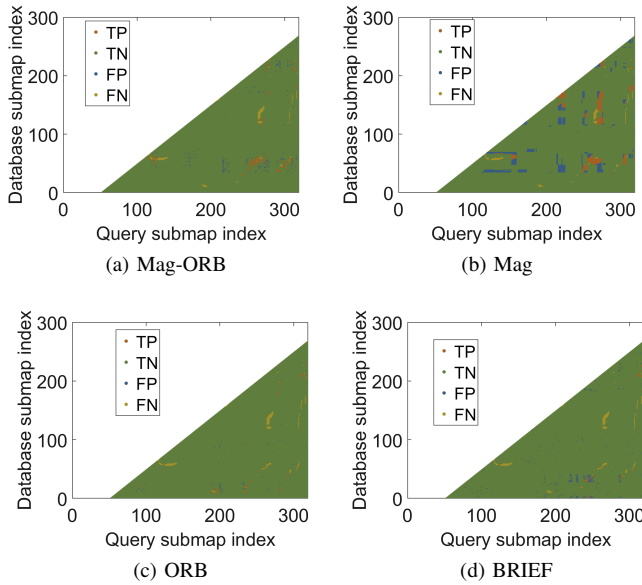 300
200
100
0
Database submap index
TP
TN
FP
FN
0 100 200 300
Query submap index
(a) Mag-ORB
300
200
100
0
Database submap index
TP
TN
FP
FN
0 100 200 300
Query submap index
(b) Mag
300
200
100
0
Database submap index
TP
TN
FP
FN
0 100 200 300
Query submap index
(c) ORB
300
200
100
0
Database submap index
TP
TN
FP
FN
0 100 200 300
Query submap index
(d) BRIEF